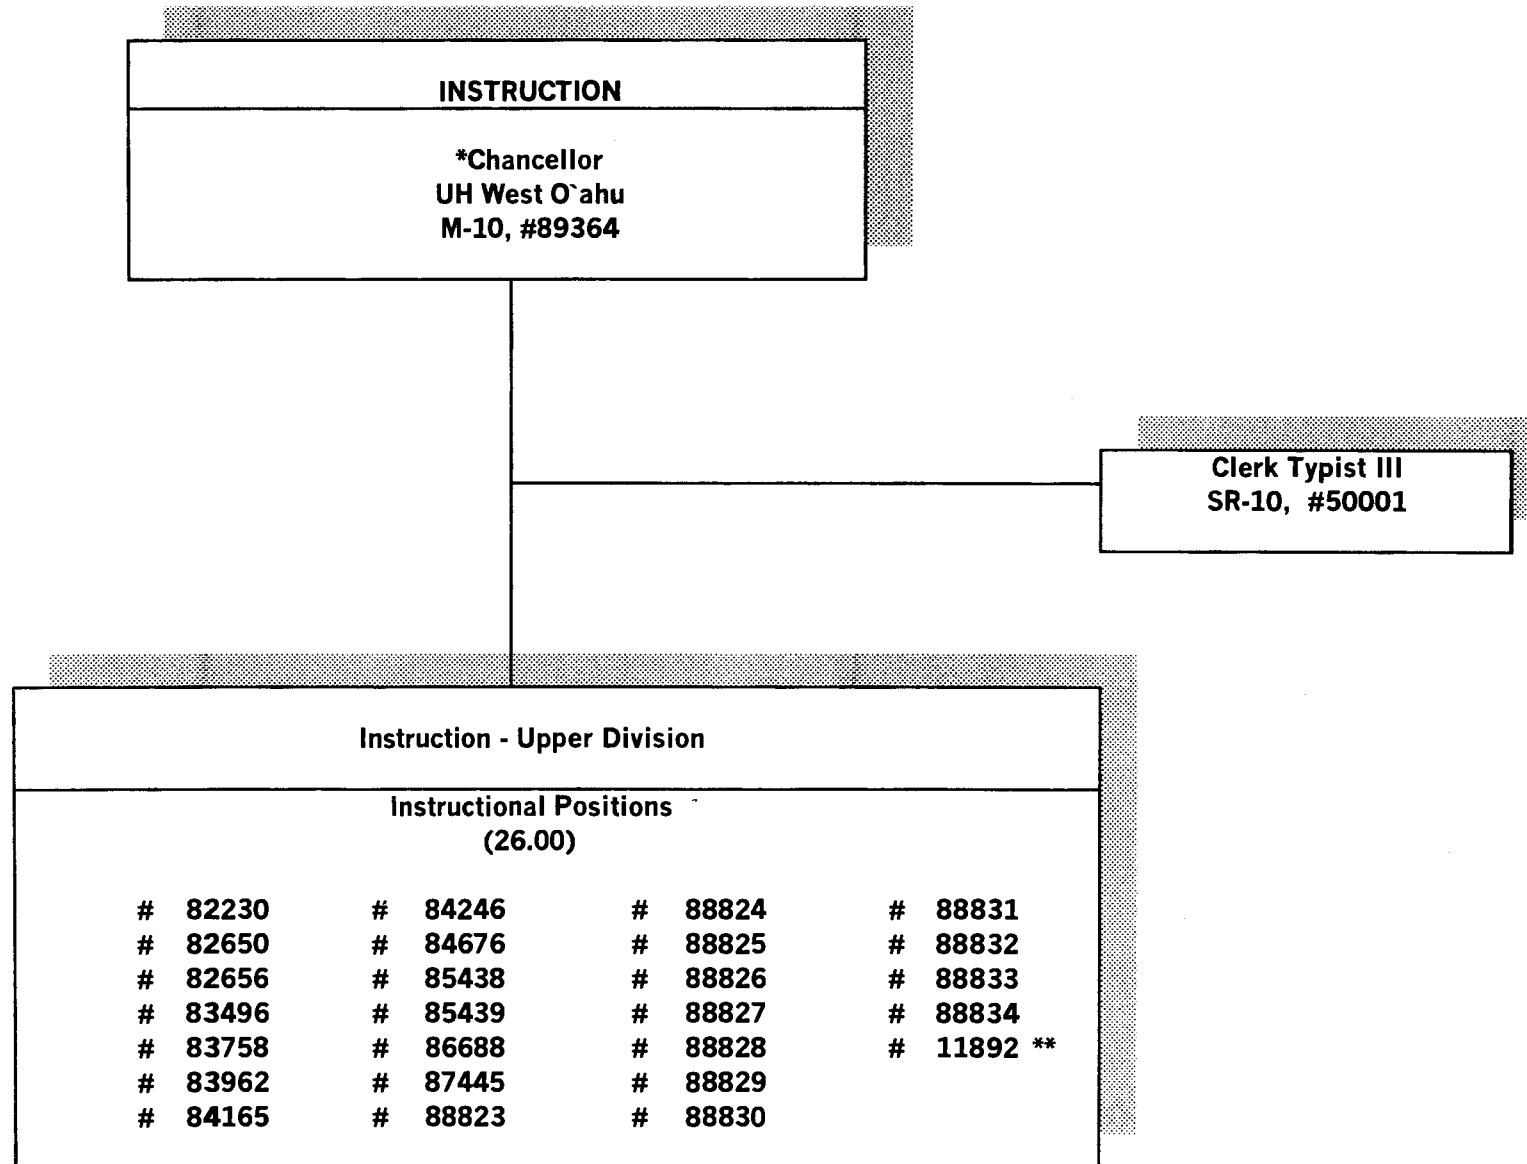 INSTRUCTION
*Chancellor
UH West O`ahu
M-10, #89364
Clerk Typist III
SR-10, #50001
Instruction - Upper Division
Instructional Positions
(26.00)
# 82230 # 84246 # 88824 # 88831
# 82650 # 84676 # 88825 # 88832
# 82656 # 85438 # 88826 # 88833
# 83496 # 85439 # 88827 # 88834
# 83758 # 86688 # 88828 # 11892 **
# 83962 # 87445 # 88829
# 84165 # 88823 # 88830